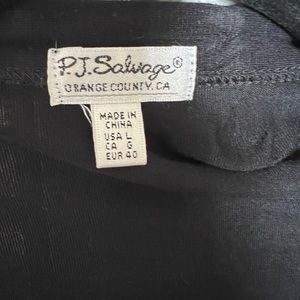 P.J. Salvage®
ORANGE COUNTY, CA
MADE IN
CHINA
USA L
CA G
EUR 40